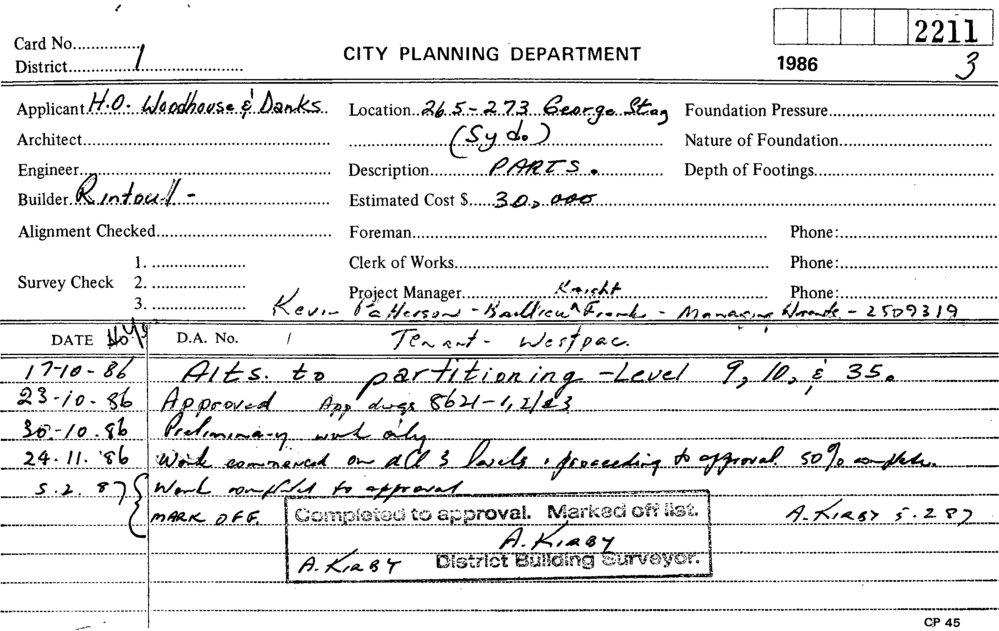 2211
Card No.
CITY PLANNING DEPARTMENT
District 1
1986
3
Applicant H.O. Woodhouse & Danks.
Location 265-273 George St
Foundation Pressure
Architect
(Syd.)
Nature of Foundation
Engineer
Description PARTS.
Depth of Footings
Builder Rintoull -
Estimated Cost $ 30,000
Alignment Checked
Foreman
Phone:
1.
Clerk of Works
Phone:
Survey Check 2.
Project Manager
Knight
Phone:
3.
Kevin Patterson - Baillieu ^ Frank - Managing - 2509319
DATE
D.A. No. 1
Tenant - Westpac.
17-10-86 Alts. to partitioning - Level 9, 10, & 35.
23-10-86 Approved App dwgs 8621-1,2/&3
30-10.86 Preliminary work only
24.11.'86 Work commenced on all 3 levels, proceeding to approval 50% complete.
5.2.87 Work completed to approval
MARK OFF. Completed to approval. Marked off list. A. KIRBY 5.2.87
A. KIRBY
A. KIRBY District Building Surveyor.
CP 45